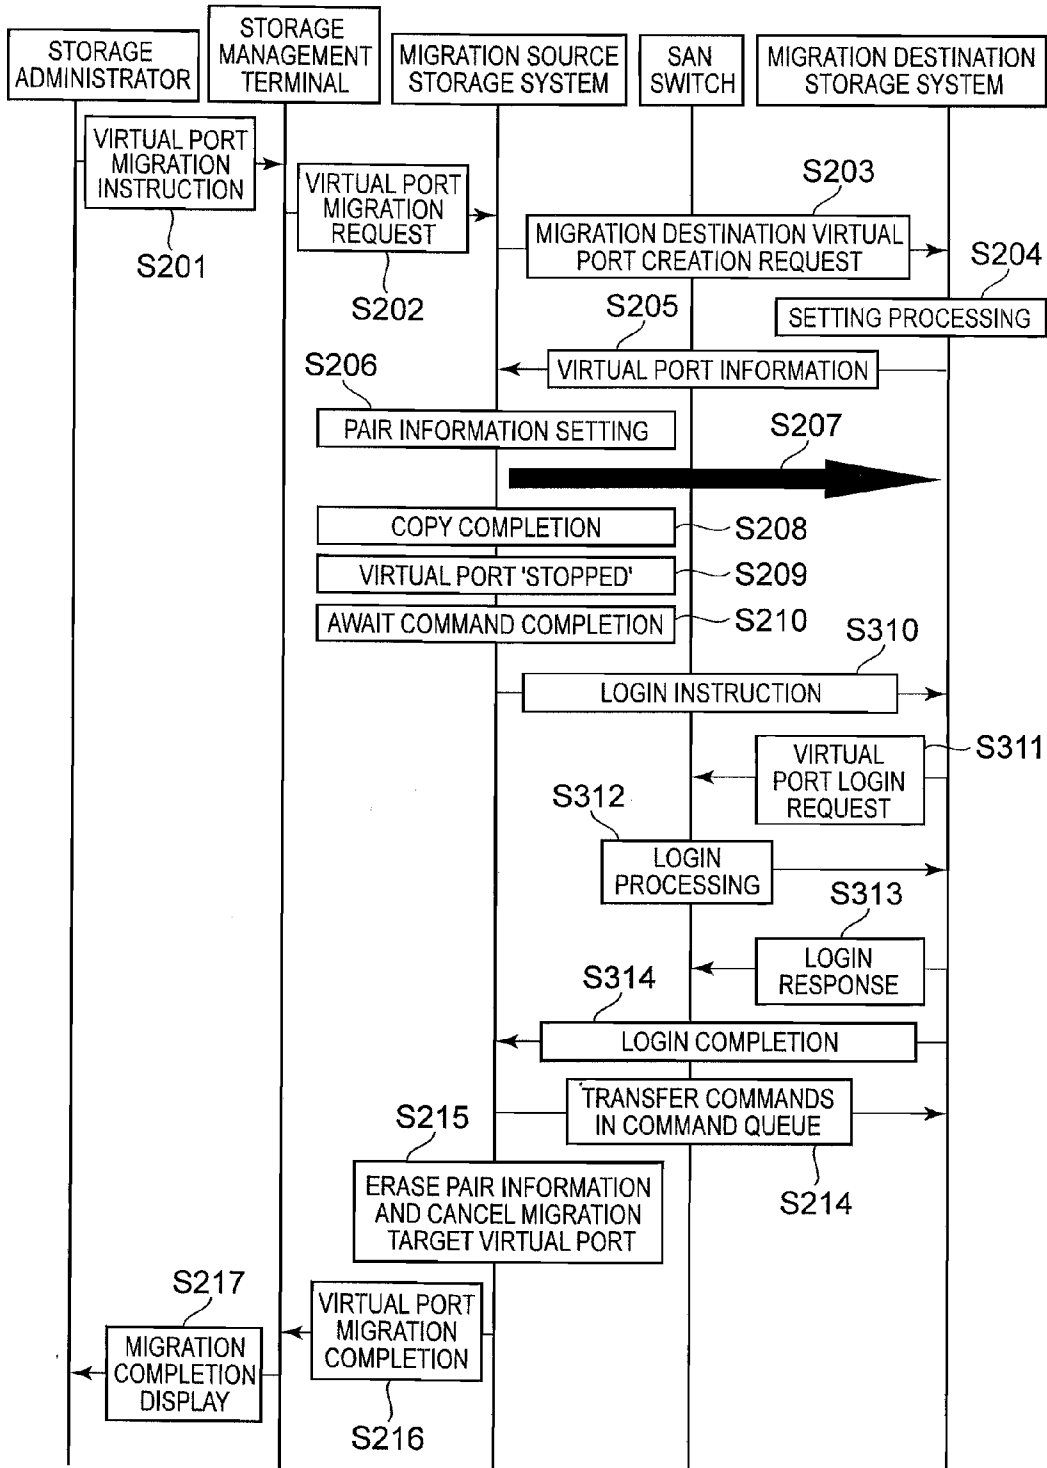 STORAGE
ADMINISTRATOR
STORAGE
MANAGEMENT
TERMINAL
MIGRATION SOURCE
STORAGE SYSTEM
SAN
SWITCH
MIGRATION DESTINATION
STORAGE SYSTEM
VIRTUAL PORT
MIGRATION
INSTRUCTION
S201
VIRTUAL PORT
MIGRATION
REQUEST
S202
S203
MIGRATION DESTINATION VIRTUAL
PORT CREATION REQUEST
S204
SETTING PROCESSING
S205
VIRTUAL PORT INFORMATION
S206
PAIR INFORMATION SETTING
S207
COPY COMPLETION
S208
VIRTUAL PORT 'STOPPED'
S209
AWAIT COMMAND COMPLETION
S210
S310
LOGIN INSTRUCTION
VIRTUAL
PORT LOGIN
REQUEST
S311
S312
LOGIN
PROCESSING
S313
LOGIN
RESPONSE
S314
LOGIN COMPLETION
TRANSFER COMMANDS
IN COMMAND QUEUE
S214
S215
ERASE PAIR INFORMATION
AND CANCEL MIGRATION
TARGET VIRTUAL PORT
VIRTUAL PORT
MIGRATION
COMPLETION
S216
S217
MIGRATION
COMPLETION
DISPLAY